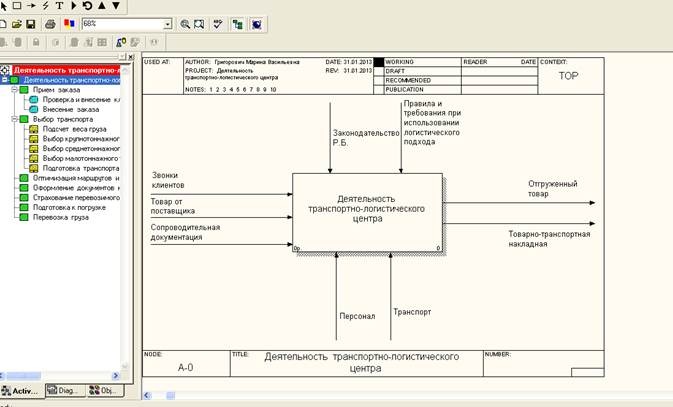 68%
Деятельность транспортно-л
Деятельность транспортно-ло
Прием заказа
Проверка и внесение кл
Внесение заказа
Выбор транспорта
Подсчет веса груза
Выбор крупнотоннажног
Выбор среднетоннажног
Выбор малотоннажного
Подготовка транспорта
Оптимизация маршрутов
Оформление документов
Страхование перевозимого
Подготовка к погрузке
Перевозка груза
Activ...
Diag...
Obj...
USED AT:
AUTHOR: Григорович Марина Васильевна
DATE: 31.01.2013
PROJECT: Деятельность
транспортно-логистического центра
REV: 31.01.2013
NOTES: 1 2 3 4 5 6 7 8 9 10
WORKING
DRAFT
RECOMMENDED
PUBLICATION
READER
DATE
CONTEXT:
TOP
Законодательство
Р.Б.
Правила и
требования при
использовании
логистического
подхода
Звонки
клиентов
Товар от
поставщика
Сопроводительная
документация
Деятельность
транспортно-логистического
центра
0р.
0
Отгруженный
товар
Товарно-транспортная
накладная
Персонал
Транспорт
NODE:
A-0
TITLE:
Деятельность транспортно-логистического
центра
NUMBER: